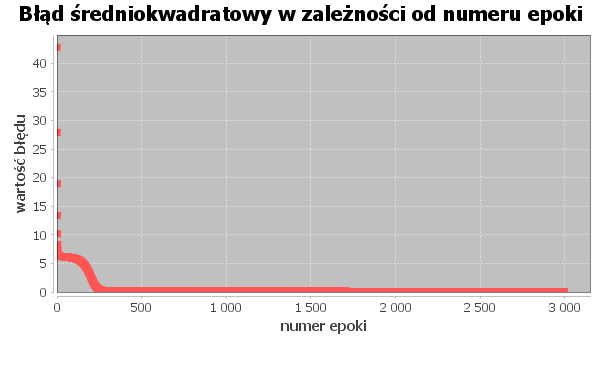 Błąd średniokwadratowy w zależności od numeru epoki
wartość błędu
40
35
30
25
20
15
10
5
0
0 500 1 000 1 500 2 000 2 500 3 000
numer epoki